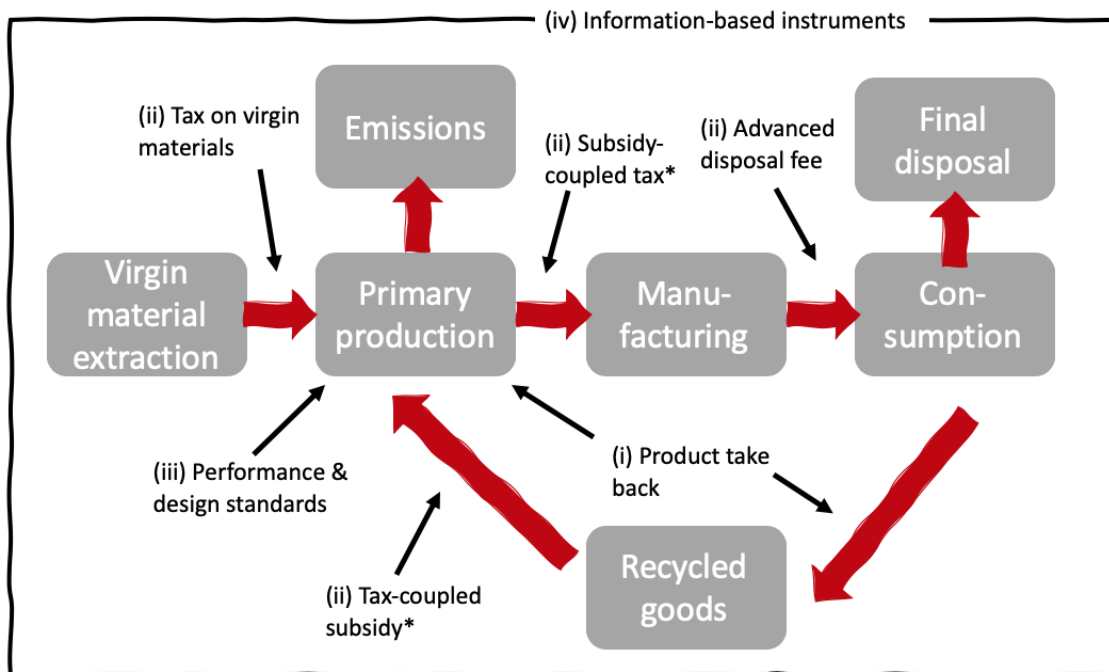 (iv) Information-based instruments
(ii) Tax on virgin
materials
Emissions
(ii) Subsidy-
coupled tax*
(ii) Advanced
disposal fee
Final
disposal
Virgin
material
extraction
Primary
production
Manu-
facturing
Con-
sumption
(iii) Performance &
design standards
(i) Product take
back
(ii) Tax-coupled
subsidy*
Recycled
goods